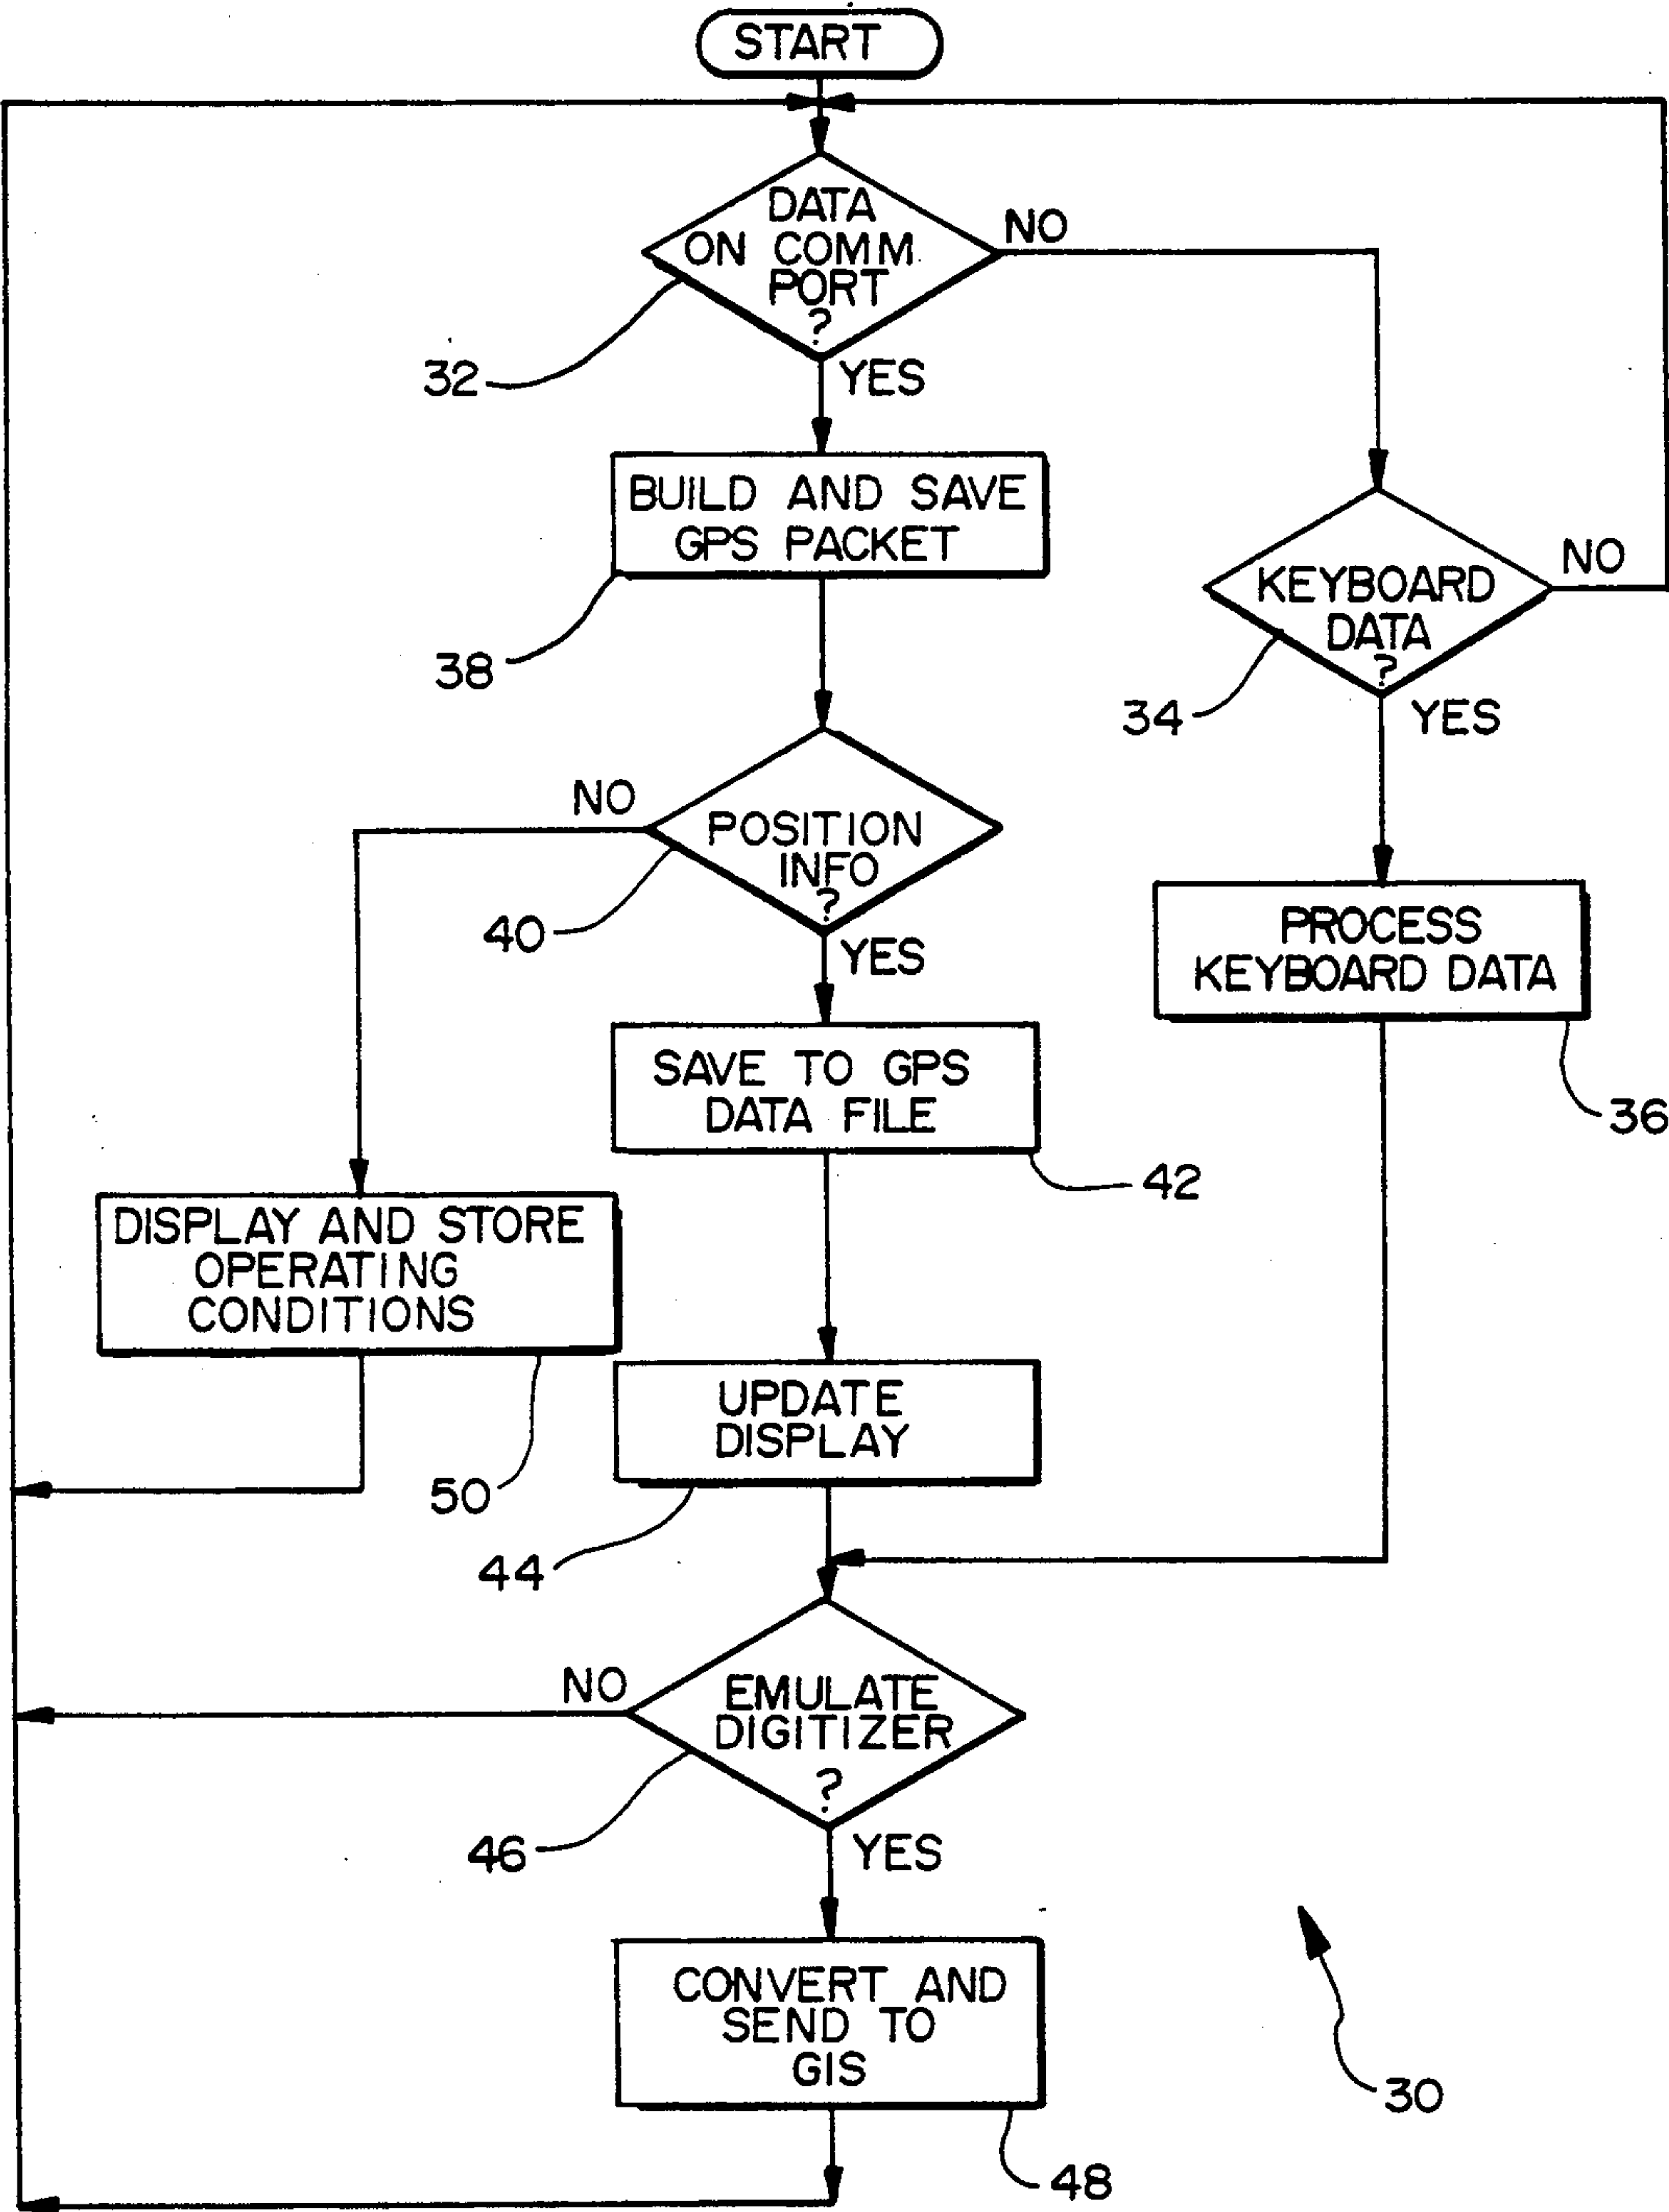 START
DATA
ON COMM
PORT
?
NO
32
YES
BUILD AND SAVE
GPS PACKET
38
KEYBOARD
DATA
?
NO
34
YES
POSITION
INFO
?
NO
40
YES
PROCESS
KEYBOARD DATA
36
SAVE TO GPS
DATA FILE
42
DISPLAY AND STORE
OPERATING
CONDITIONS
50
UPDATE
DISPLAY
44
EMULATE
DIGITIZER
?
NO
46
YES
CONVERT AND
SEND TO
GIS
48
30